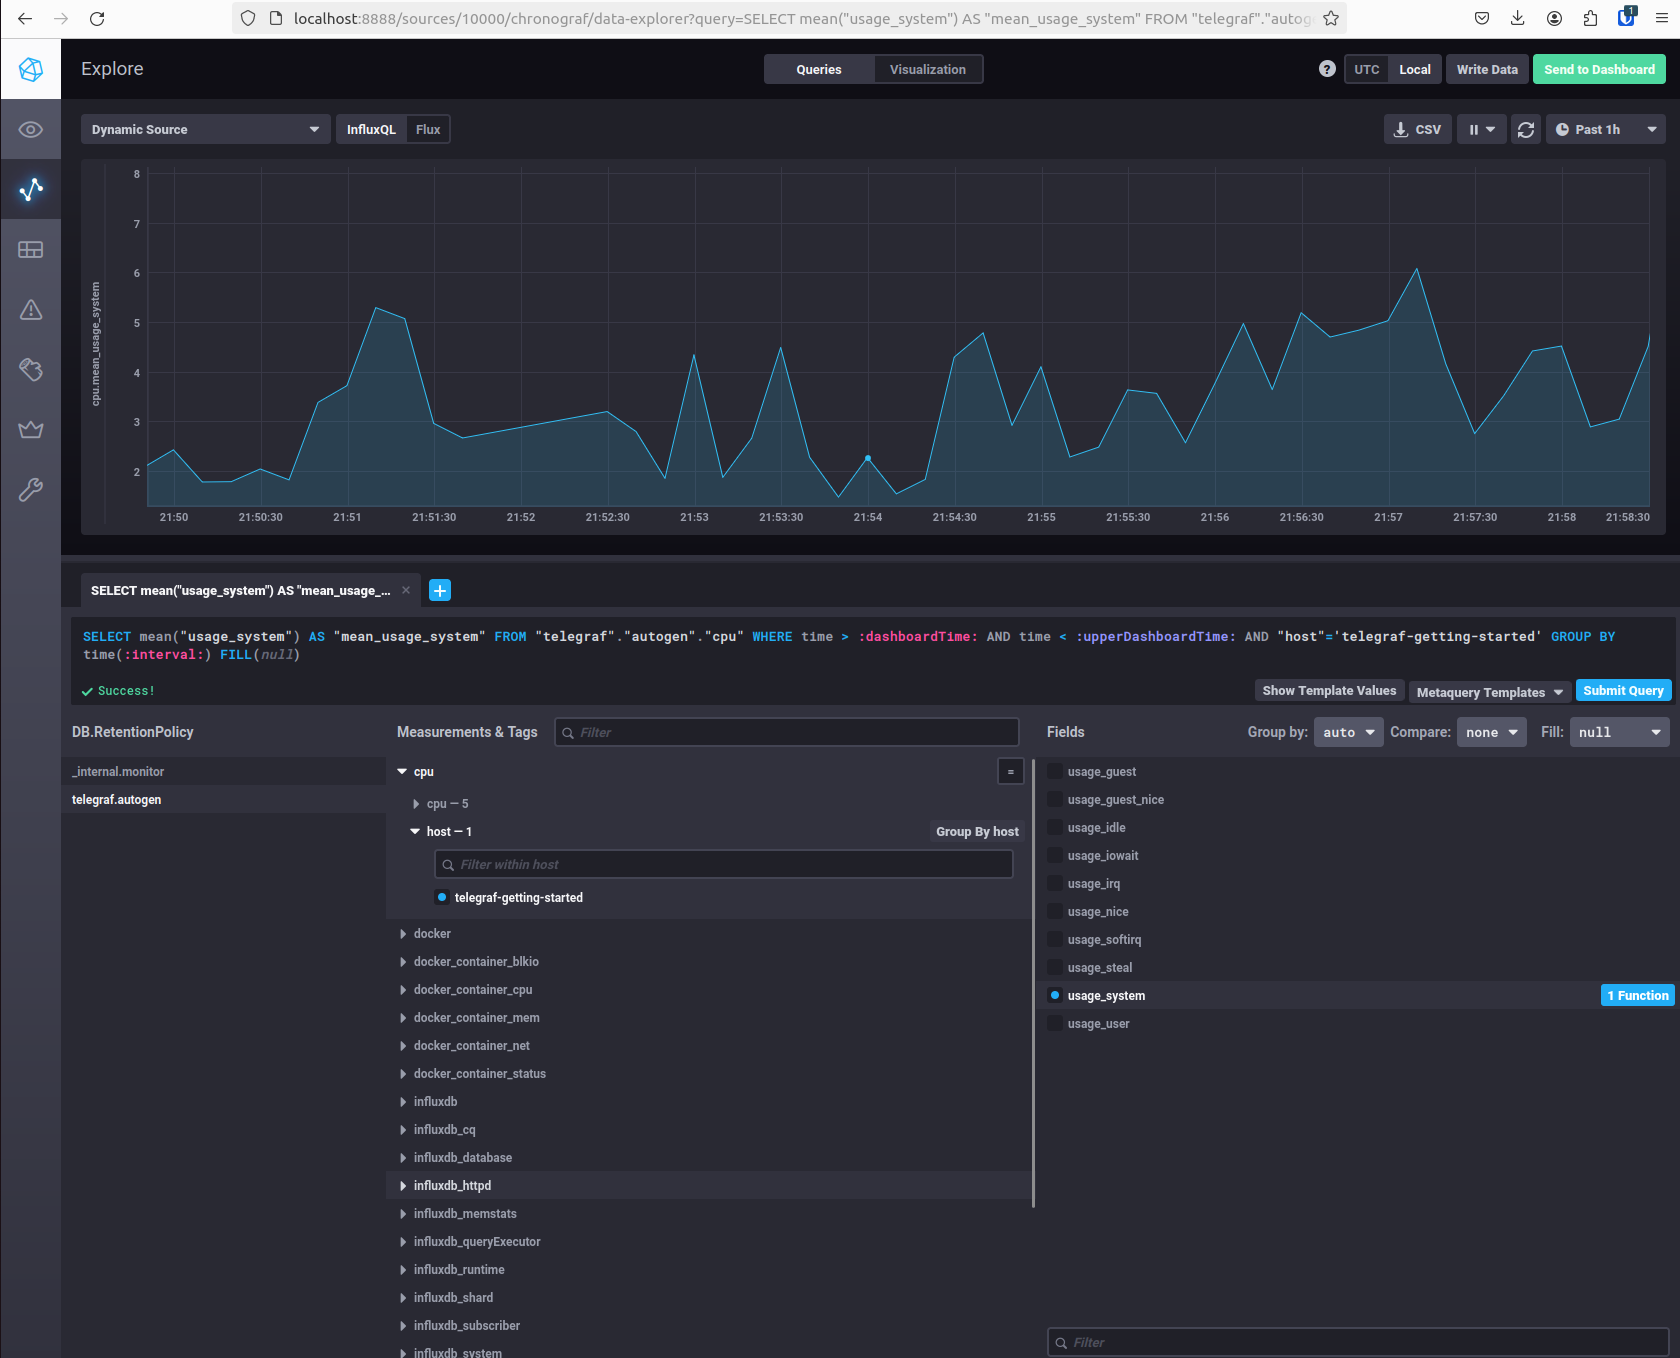 localhost:8888/sources/10000/chronograf/data-explorer?query=SELECT mean("usage_system") AS "mean_usage_system" FROM "telegraf"."autog
1
Explore
Queries
Visualization
?
UTC
Local
Write Data
Send to Dashboard
Dynamic Source
InfluxQL
Flux
CSV
Past 1h
cpu.mean_usage_system
8
7
6
5
4
3
2
21:50
21:50:30
21:51
21:51:30
21:52
21:52:30
21:53
21:53:30
21:54
21:54:30
21:55
21:55:30
21:56
21:56:30
21:57
21:57:30
21:58
21:58:30
SELECT mean("usage_system") AS "mean_usage_...
SELECT mean("usage_system") AS "mean_usage_system" FROM "telegraf"."autogen"."cpu" WHERE time > :dashboardTime: AND time < :upperDashboardTime: AND "host"='telegraf-getting-started' GROUP BY
time(:interval:) FILL(null)
Success!
Show Template Values
Metaquery Templates
Submit Query
DB.RetentionPolicy
_internal.monitor
telegraf.autogen
Measurements & Tags
Filter
cpu
=
cpu — 5
host — 1
Group By host
Filter within host
telegraf-getting-started
docker
docker_container_blkio
docker_container_cpu
docker_container_mem
docker_container_net
docker_container_status
influxdb
influxdb_cq
influxdb_database
influxdb_httpd
influxdb_memstats
influxdb_queryExecutor
influxdb_runtime
influxdb_shard
influxdb_subscriber
influxdb_system
Fields
Group by: auto
Compare: none
Fill: null
usage_guest
usage_guest_nice
usage_idle
usage_iowait
usage_irq
usage_nice
usage_softirq
usage_steal
usage_system
1 Function
usage_user
Filter